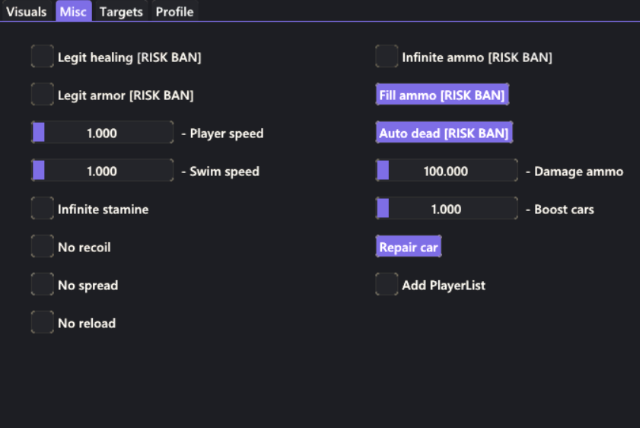 Visuals Misc Targets Profile
Legit healing [RISK BAN]
Infinite ammo [RISK BAN]
Legit armor [RISK BAN]
Fill ammo [RISK BAN]
1.000 - Player speed
Auto dead [RISK BAN]
1.000 - Swim speed
100.000 - Damage ammo
Infinite stamine
1.000 - Boost cars
No recoil
Repair car
No spread
Add PlayerList
No reload